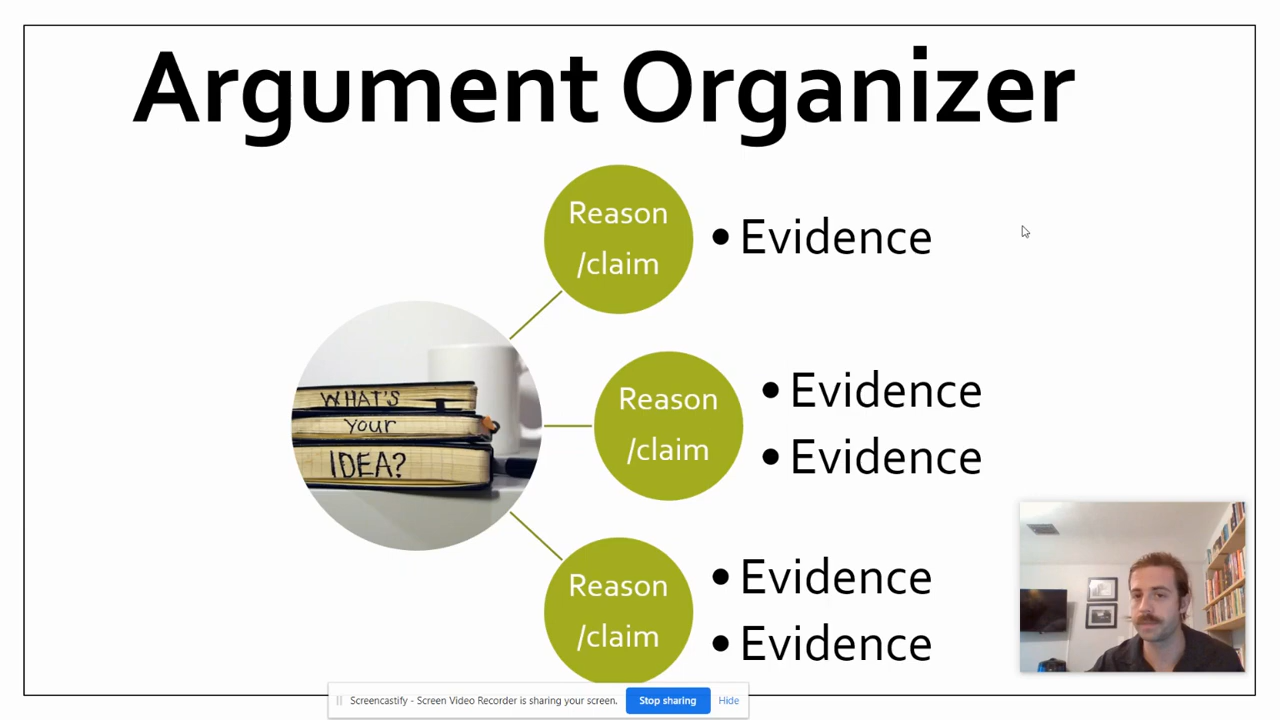 Argument Organizer
Reason
/claim
• Evidence
WHAT'S
your
IDEA?
Reason
/claim
• Evidence
• Evidence
Reason
/claim
• Evidence
• Evidence
Screencastify - Screen Video Recorder is sharing your screen.
Stop sharing
Hide